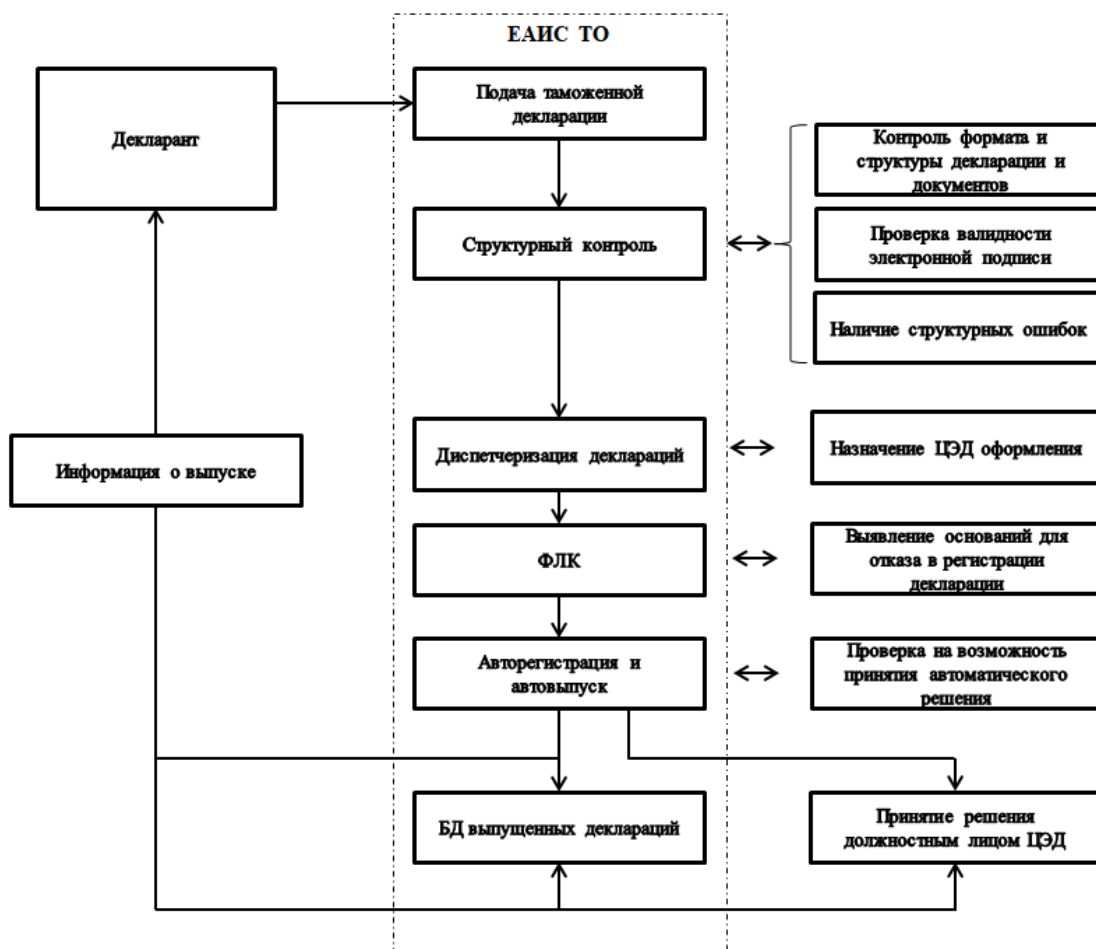 ЕАИС ТО
Подача таможенной
декларации
Декларант
Контроль формата и
структуры декларации и
документов
Структурный контроль
Проверка валидности
электронной подписи
Наличие структурных ошибок
Диспетчеризация деклараций
Назначение ЦЭД оформления
Информация о выпуске
ФЛК
Выявление оснований для
отказа в регистрации
декларации
Авторегистрация и
автовыпуск
Проверка на возможность
принятия автоматического
решения
БД выпущенных деклараций
Принятие решения
должностным лицом ЦЭД